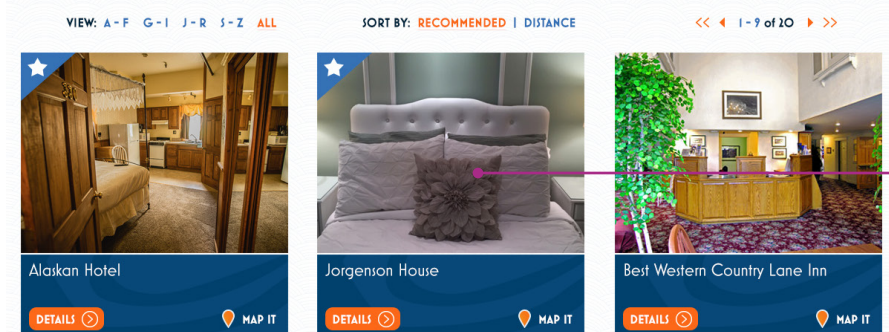 VIEW: A-F G-I J-R S-Z ALL
SORT BY: RECOMMENDED | DISTANCE
<< 1-9 of 20 >>
Alaskan Hotel
DETAILS
MAP IT
Jorgenson House
DETAILS
MAP IT
Best Western Country Lane Inn
DETAILS
MAP IT